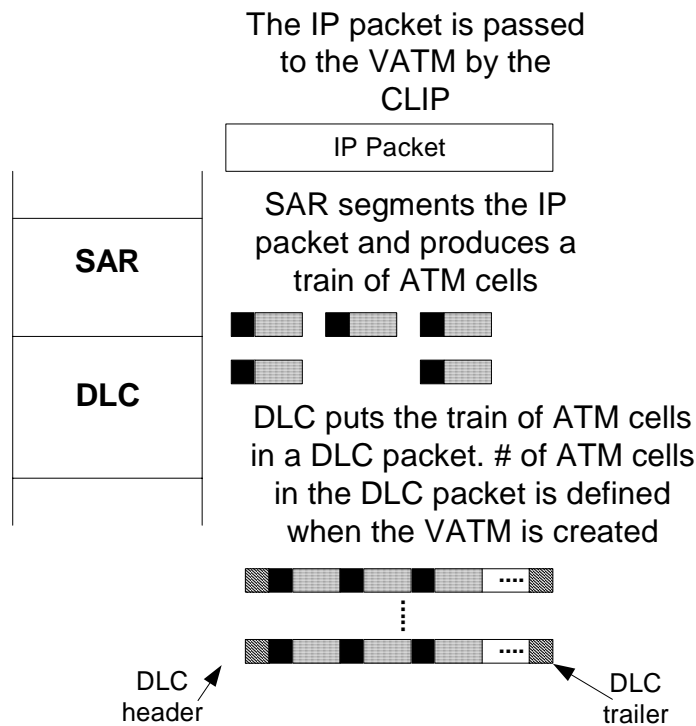 The IP packet is passed
to the VATM by the
CLIP
IP Packet
SAR segments the IP
packet and produces a
train of ATM cells
SAR
DLC
DLC puts the train of ATM cells
in a DLC packet. # of ATM cells
in the DLC packet is defined
when the VATM is created
....
....
DLC
header
DLC
trailer